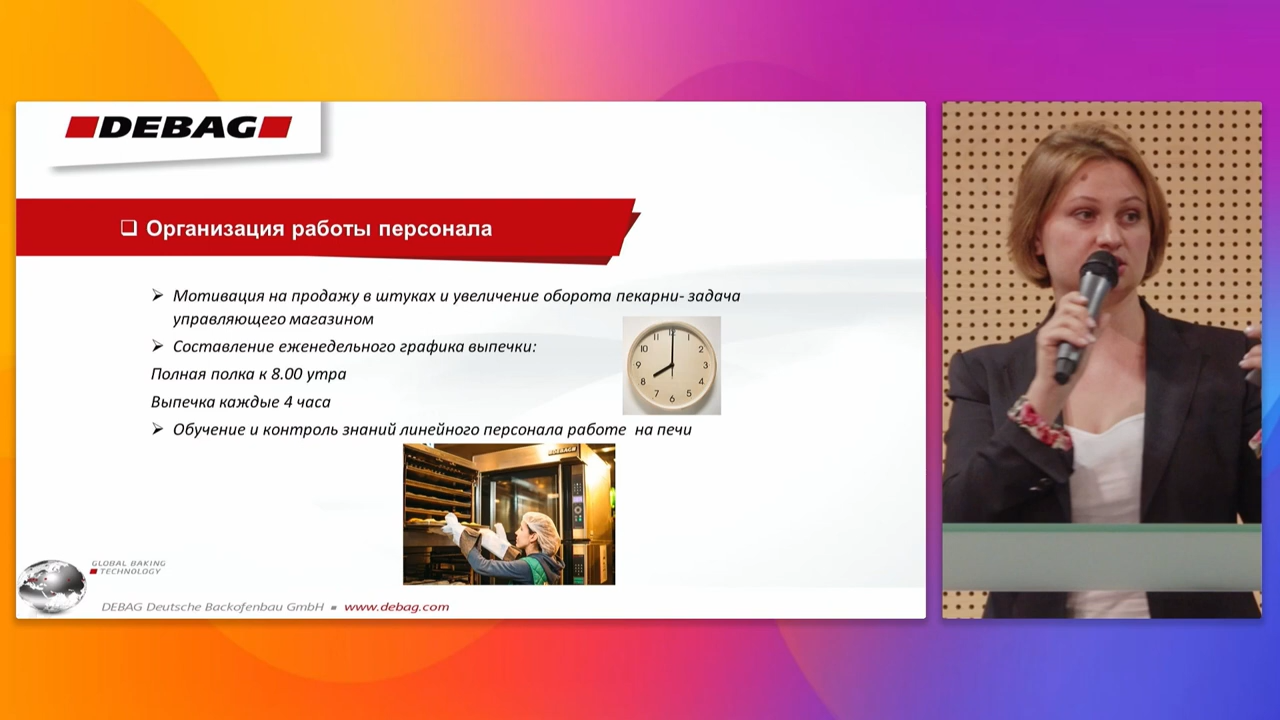 DEBAG
Организация работы персонала
Мотивация на продажу в штуках и увеличение оборота пекарни- задача
управляющего магазином
Составление еженедельного графика выпечки:
Полная полка к 8.00 утра
Выпечка каждые 4 часа
Обучение и контроль знаний линейного персонала работе на печи
DEBAG
GLOBAL BAKING
TECHNOLOGY
DEBAG Deutsche Backofenbau GmbH www.debag.com